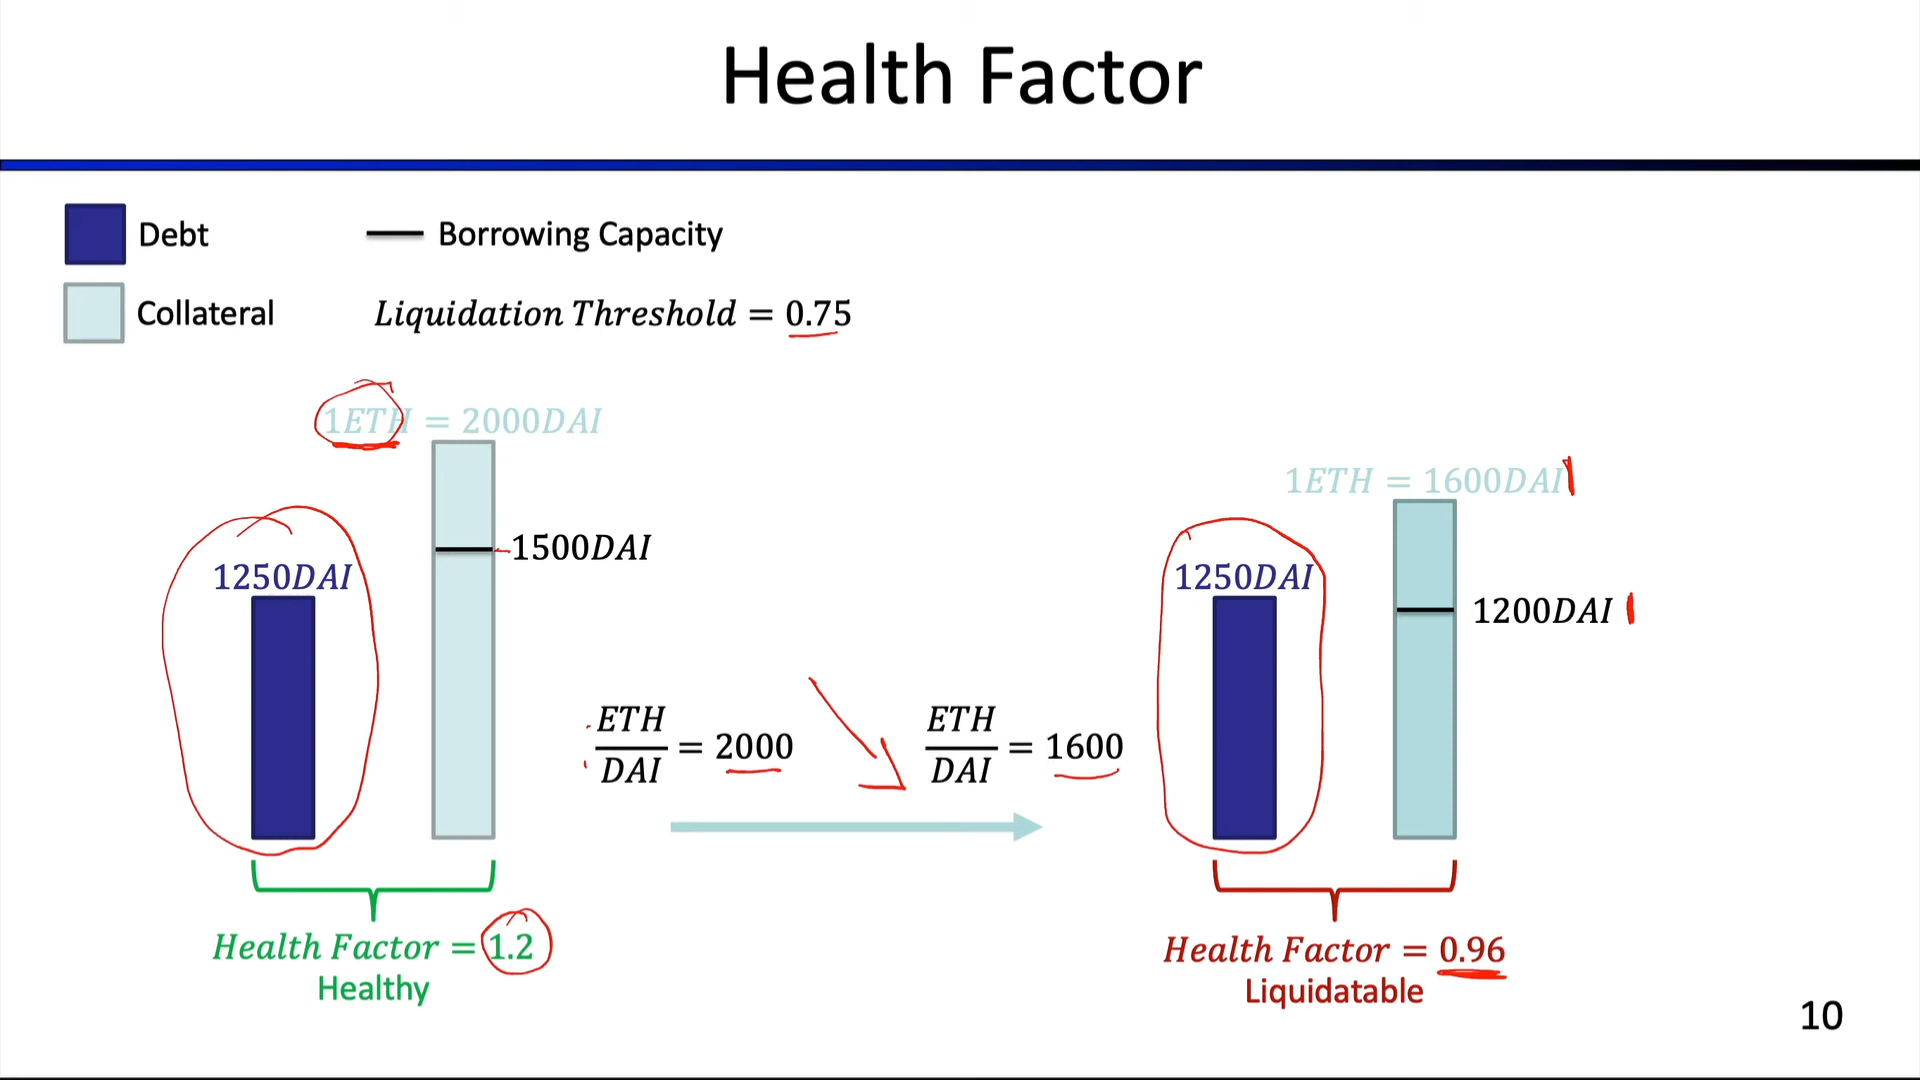 Health Factor
Debt
Borrowing Capacity
Collateral
Liquidation Threshold = 0.75
1ETH = 2000DAI
1500DAI
1250DAI
ETH/DAI = 2000
ETH/DAI = 1600
1ETH = 1600DAI
1250DAI
1200DAI
Health Factor = 1.2
Healthy
Health Factor = 0.96
Liquidatable
10